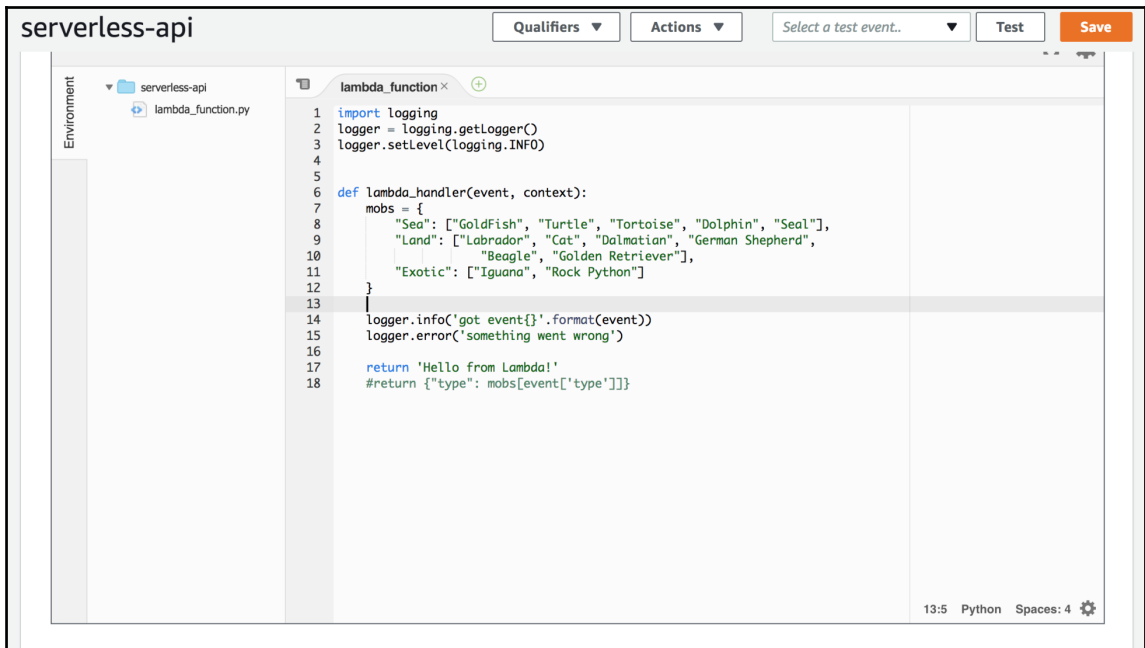 serverless-api
Qualifiers
Actions
Select a test event..
Test
Save
Environment
serverless-api
lambda_function.py
lambda_function ×
1 import logging
2 logger = logging.getLogger()
3 logger.setLevel(logging.INFO)
4
5
6 def lambda_handler(event, context):
7     mobs = {
8         "Sea": ["GoldFish", "Turtle", "Tortoise", "Dolphin", "Seal"],
9         "Land": ["Labrador", "Cat", "Dalmatian", "German Shepherd",
10                     "Beagle", "Golden Retriever"],
11         "Exotic": ["Iguana", "Rock Python"]
12     }
13
14     logger.info('got event{}'.format(event))
15     logger.error('something went wrong')
16
17     return 'Hello from Lambda!'
18     #return {"type": mobs[event['type']]}
13:5 Python Spaces: 4